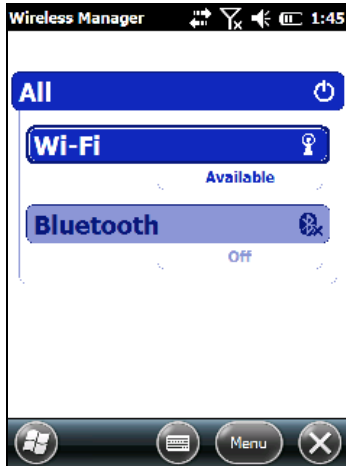 Wireless Manager 1:45
All
Wi-Fi
Available
Bluetooth
Off
Menu